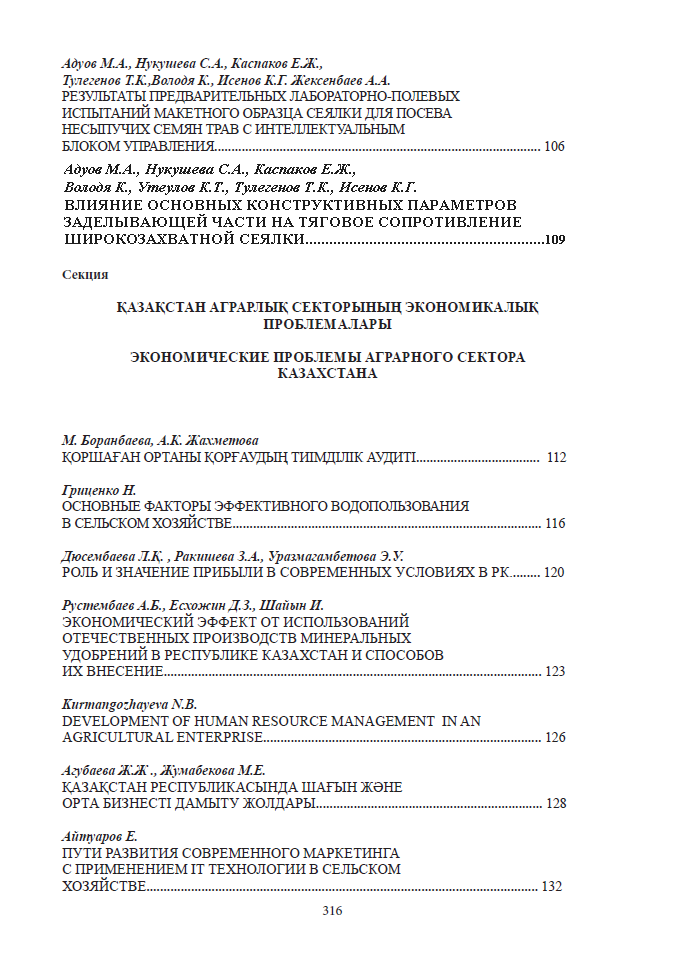 Адуов М.А., Нукушева С.А., Каспаков Е.Ж.,
Тулегенов Т.К.,Володя К., Исенов К.Г. Жексенбаев А.А.
РЕЗУЛЬТАТЫ ПРЕДВАРИТЕЛЬНЫХ ЛАБОРАТОРНО-ПОЛЕВЫХ
ИСПЫТАНИЙ МАКЕТНОГО ОБРАЗЦА СЕЯЛКИ ДЛЯ ПОСЕВА
НЕСЫПУЧИХ СЕМЯН ТРАВ С ИНТЕЛЛЕКТУАЛЬНЫМ
БЛОКОМ УПРАВЛЕНИЯ............................................................................................... 106
Адуов М.А., Нукушева С.А., Каспаков Е.Ж.,
Володя К., Утеулов К.Т., Тулегенов Т.К., Исенов К.Г.
ВЛИЯНИЕ ОСНОВНЫХ КОНСТРУКТИВНЫХ ПАРАМЕТРОВ
ЗАДЕЛЫВАЮЩЕЙ ЧАСТИ НА ТЯГОВОЕ СОПРОТИВЛЕНИЕ
ШИРОКОЗАХВАТНОЙ СЕЯЛКИ............................................................109
Секция
ҚАЗАҚСТАН АГРАРЛЫҚ СЕКТОРЫНЫҢ ЭКОНОМИКАЛЫҚ
ПРОБЛЕМАЛАРЫ
ЭКОНОМИЧЕСКИЕ ПРОБЛЕМЫ АГРАРНОГО СЕКТОРА
КАЗАХСТАНА
М. Боранбаева, А.К. Жахметова
ҚОРШАҒАН ОРТАНЫ ҚОРҒАУДЫҢ ТИІМДІЛІК АУДИТІ.................................... 112
Гриценко Н.
ОСНОВНЫЕ ФАКТОРЫ ЭФФЕКТИВНОГО ВОДОПОЛЬЗОВАНИЯ
В СЕЛЬСКОМ ХОЗЯЙСТВЕ.......................................................................................... 116
Дюсембаева Л.Қ. , Ракишева З.А., Уразмагамбетова Э.У.
РОЛЬ И ЗНАЧЕНИЕ ПРИБЫЛИ В СОВРЕМЕННЫХ УСЛОВИЯХ В РК......... 120
Рустембаев А.Б., Есхожин Д.З., Шайын И.
ЭКОНОМИЧЕСКИЙ ЭФФЕКТ ОТ ИСПОЛЬЗОВАНИЙ
ОТЕЧЕСТВЕННЫХ ПРОИЗВОДСТВ МИНЕРАЛЬНЫХ
УДОБРЕНИЙ В РЕСПУБЛИКЕ КАЗАХСТАН И СПОСОБОВ
ИХ ВНЕСЕНИЕ.............................................................................................................. 123
Kurmangozhayeva N.B.
DEVELOPMENT OF HUMAN RESOURCE MANAGEMENT IN AN
AGRICULTURAL ENTERPRISE................................................................................. 126
Агубаева Ж.Ж ., Жумабекова М.Е.
ҚАЗАҚСТАН РЕСПУБЛИКАСЫНДА ШАҒЫН ЖӘНЕ
ОРТА БИЗНЕСТІ ДАМЫТУ ЖОЛДАРЫ.................................................................. 128
Айтуаров Е.
ПУТИ РАЗВИТИЯ СОВРЕМЕННОГО МАРКЕТИНГА
С ПРИМЕНЕНИЕМ IT ТЕХНОЛОГИИ В СЕЛЬСКОМ
ХОЗЯЙСТВЕ.................................................................................................................. 132
316